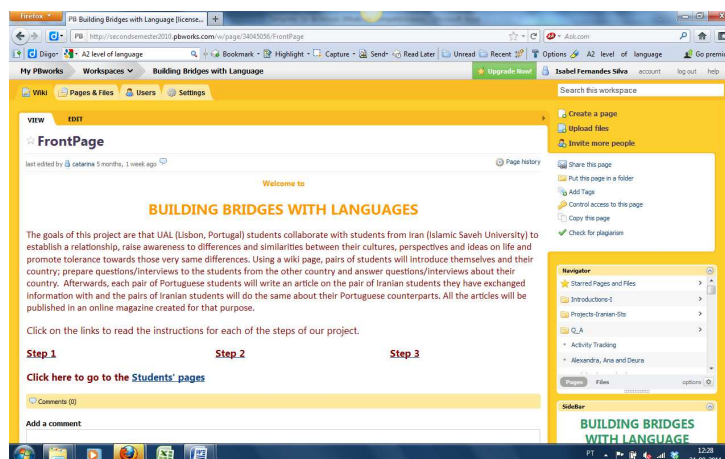 Firefox
PB Building Bridges with Language [license...
PB http://secondsemester2010.pbworks.com/w/page/34045056/FrontPage
Ask.com
Diigo
A2 level of language
Bookmark
Highlight
Capture
Send
Read Later
Unread
Recent
Options
A2 level of language
Go premi
My PBworks Workspaces Building Bridges with Language
Upgrade Now!
Isabel Fernandes Silva account log out help
Wiki Pages & Files Users Settings
Search this workspace
VIEW EDIT
FrontPage
last edited by catarina 5 months, 1 week ago
Page history
Welcome to
BUILDING BRIDGES WITH LANGUAGES
The goals of this project are that UAL (Lisbon, Portugal) students collaborate with students from Iran (Islamic Saveh University) to
establish a relationship, raise awareness to differences and similarities between their cultures, perspectives and ideas on life and
promote tolerance towards those very same differences. Using a wiki page, pairs of students will introduce themselves and their
country; prepare questions/interviews to the students from the other country and answer questions/interviews about their
country. Afterwards, each pair of Portuguese students will write an article on the pair of Iranian students they have exchanged
information with and the pairs of Iranian students will do the same about their Portuguese counterparts. All the articles will be
published in an online magazine created for that purpose.
Click on the links to read the instructions for each of the steps of our project.
Step 1 Step 2 Step 3
Click here to go to the Students' pages
Comments (0)
Add a comment
Create a page
Upload files
Invite more people
Share this page
Put this page in a folder
Add Tags
Control access to this page
Copy this page
Check for plagiarism
Navigator
Starred Pages and Files
Introductions-I
Projects-Iranian-Sts
Q_A
Activity Tracking
Alexandra, Ana and Deura
Pages Files options
SideBar
BUILDING BRIDGES
WITH LANGUAGE
PT 12:28